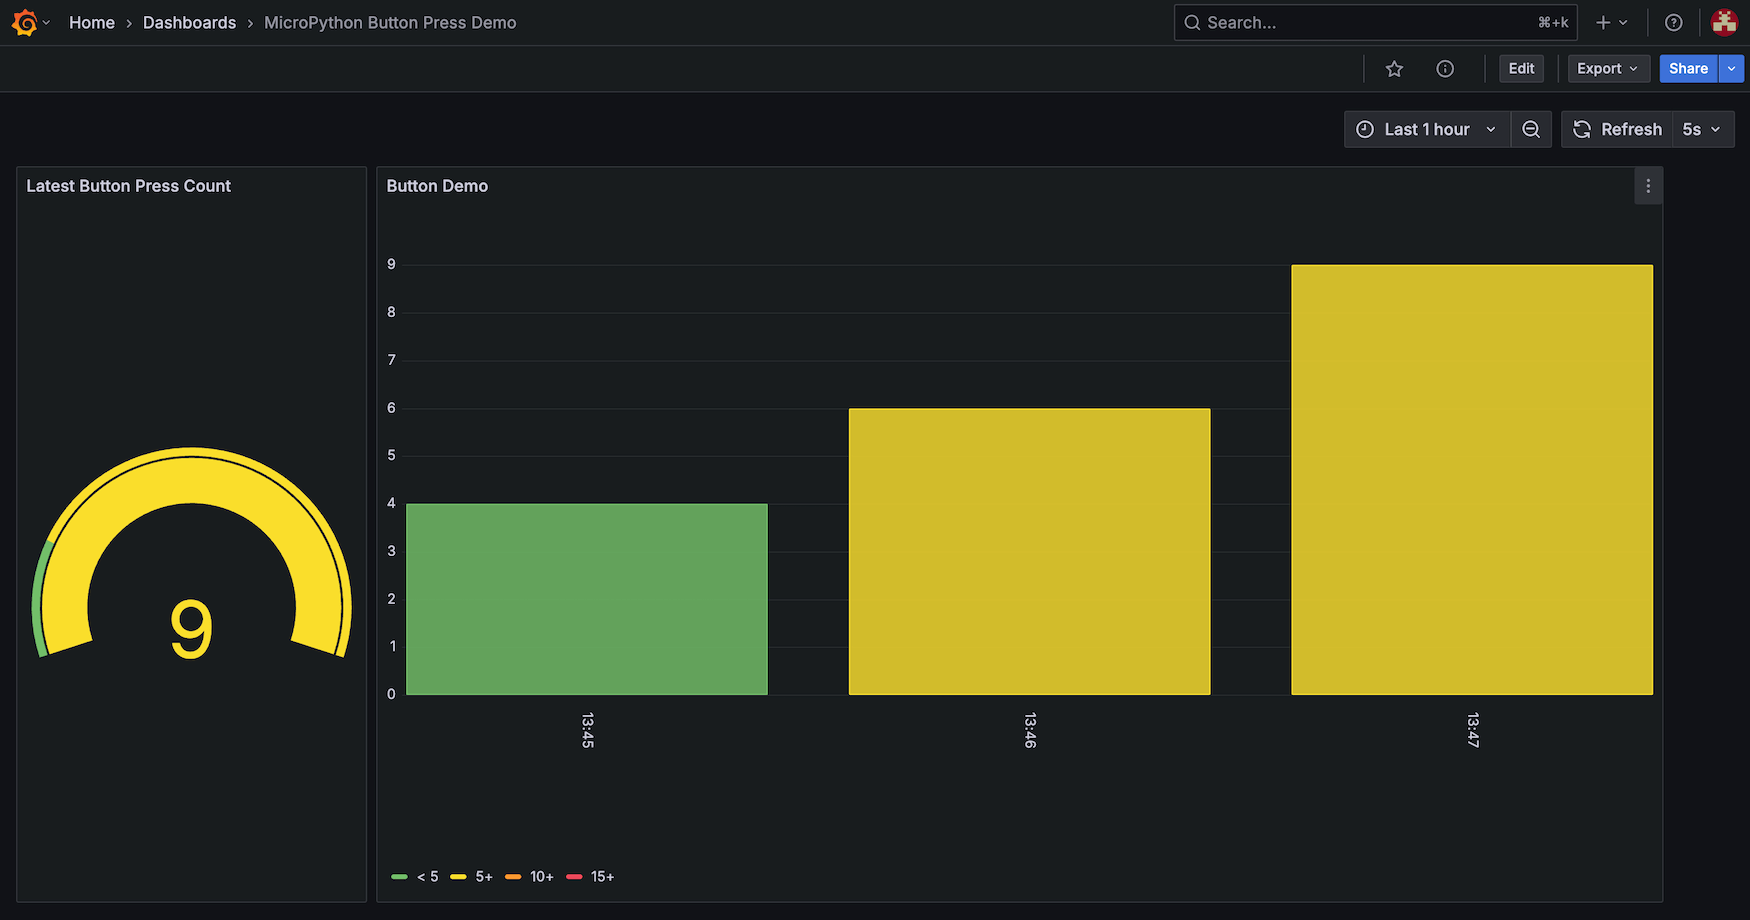 Home › Dashboards › MicroPython Button Press Demo
Search...
⌘+k
Edit
Export
Share
Last 1 hour
Refresh
5s
Latest Button Press Count
9
Button Demo
9
8
7
6
5
4
3
2
1
0
13:45
13:46
13:47
< 5
5+
10+
15+